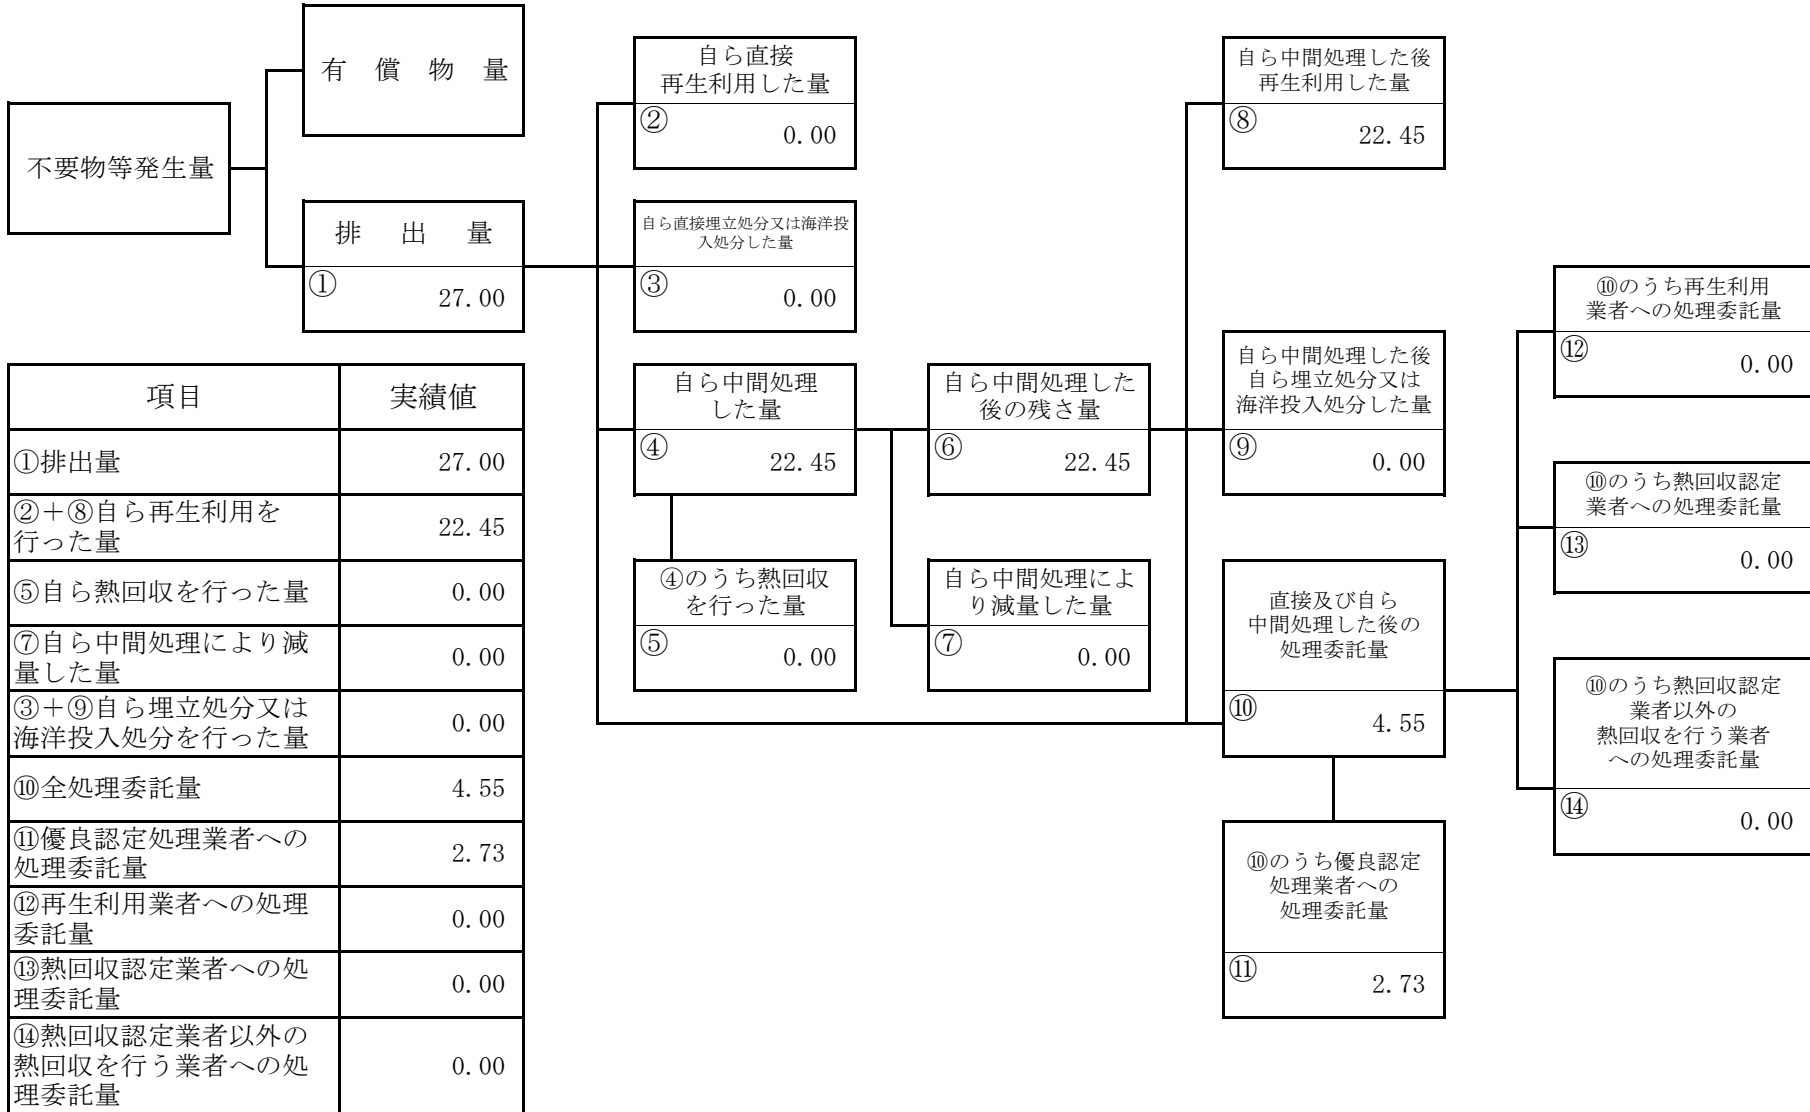 不要物等発生量
有償物量
排出量
①
27.00
自ら直接
再生利用した量
②
0.00
自ら直接埋立処分又は海洋投
入処分した量
③
0.00
自ら中間処理
した量
④
22.45
④のうち熱回収
を行った量
⑤
0.00
自ら中間処理した
後の残さ量
⑥
22.45
自ら中間処理によ
り減量した量
⑦
0.00
自ら中間処理した後
再生利用した量
⑧
22.45
自ら中間処理した後
自ら埋立処分又は
海洋投入処分した量
⑨
0.00
直接及び自ら
中間処理した後の
処理委託量
⑩
4.55
⑩のうち優良認定
処理業者への
処理委託量
⑪
2.73
⑩のうち再生利用
業者への処理委託量
⑫
0.00
⑩のうち熱回収認定
業者への処理委託量
⑬
0.00
⑩のうち熱回収認定
業者以外の
熱回収を行う業者
への処理委託量
⑭
0.00
項目 実績値
①排出量 27.00
②＋⑧自ら再生利用を
行った量 22.45
⑤自ら熱回収を行った量 0.00
⑦自ら中間処理により減
量した量 0.00
③＋⑨自ら埋立処分又は
海洋投入処分を行った量 0.00
⑩全処理委託量 4.55
⑪優良認定処理業者への
処理委託量 2.73
⑫再生利用業者への処理
委託量 0.00
⑬熱回収認定業者への処
理委託量 0.00
⑭熱回収認定業者以外の
熱回収を行う業者への処
理委託量 0.00